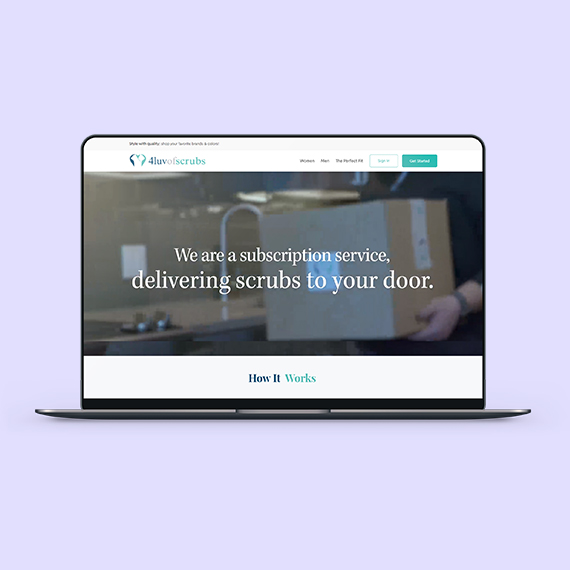 Style with quality: shop your favorite brands & colors!
4luvofscrubs
Women Men The Perfect Fit Sign In Get Started
We are a subscription service,
delivering scrubs to your door.
How It Works